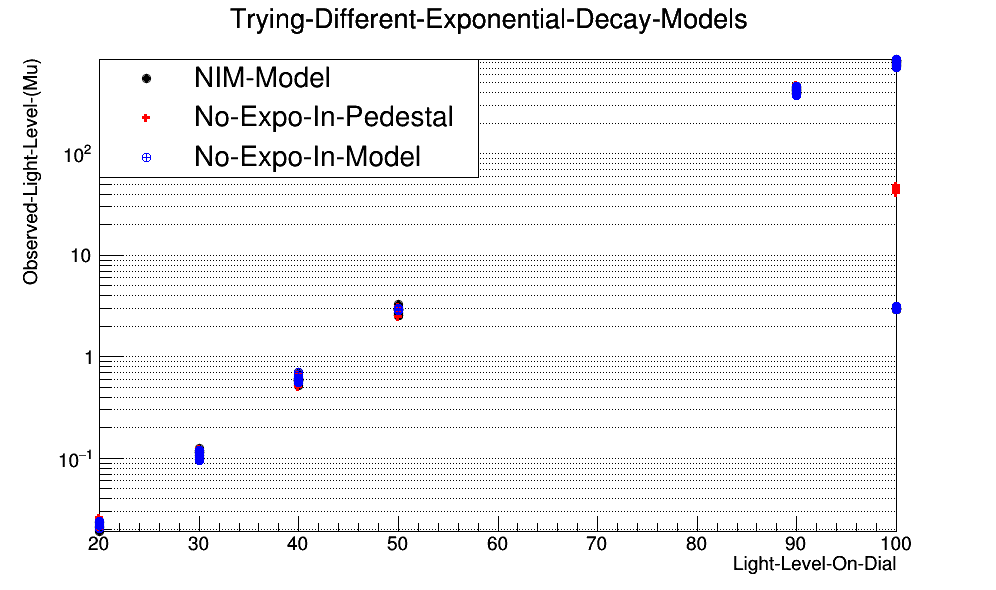 Trying-Different-Exponential-Decay-Models
Observed-Light-Level-(Mu)
NIM-Model
No-Expo-In-Pedestal
No-Expo-In-Model
10²
10
1
10⁻¹
20 30 40 50 60 70 80 90 100
Light-Level-On-Dial